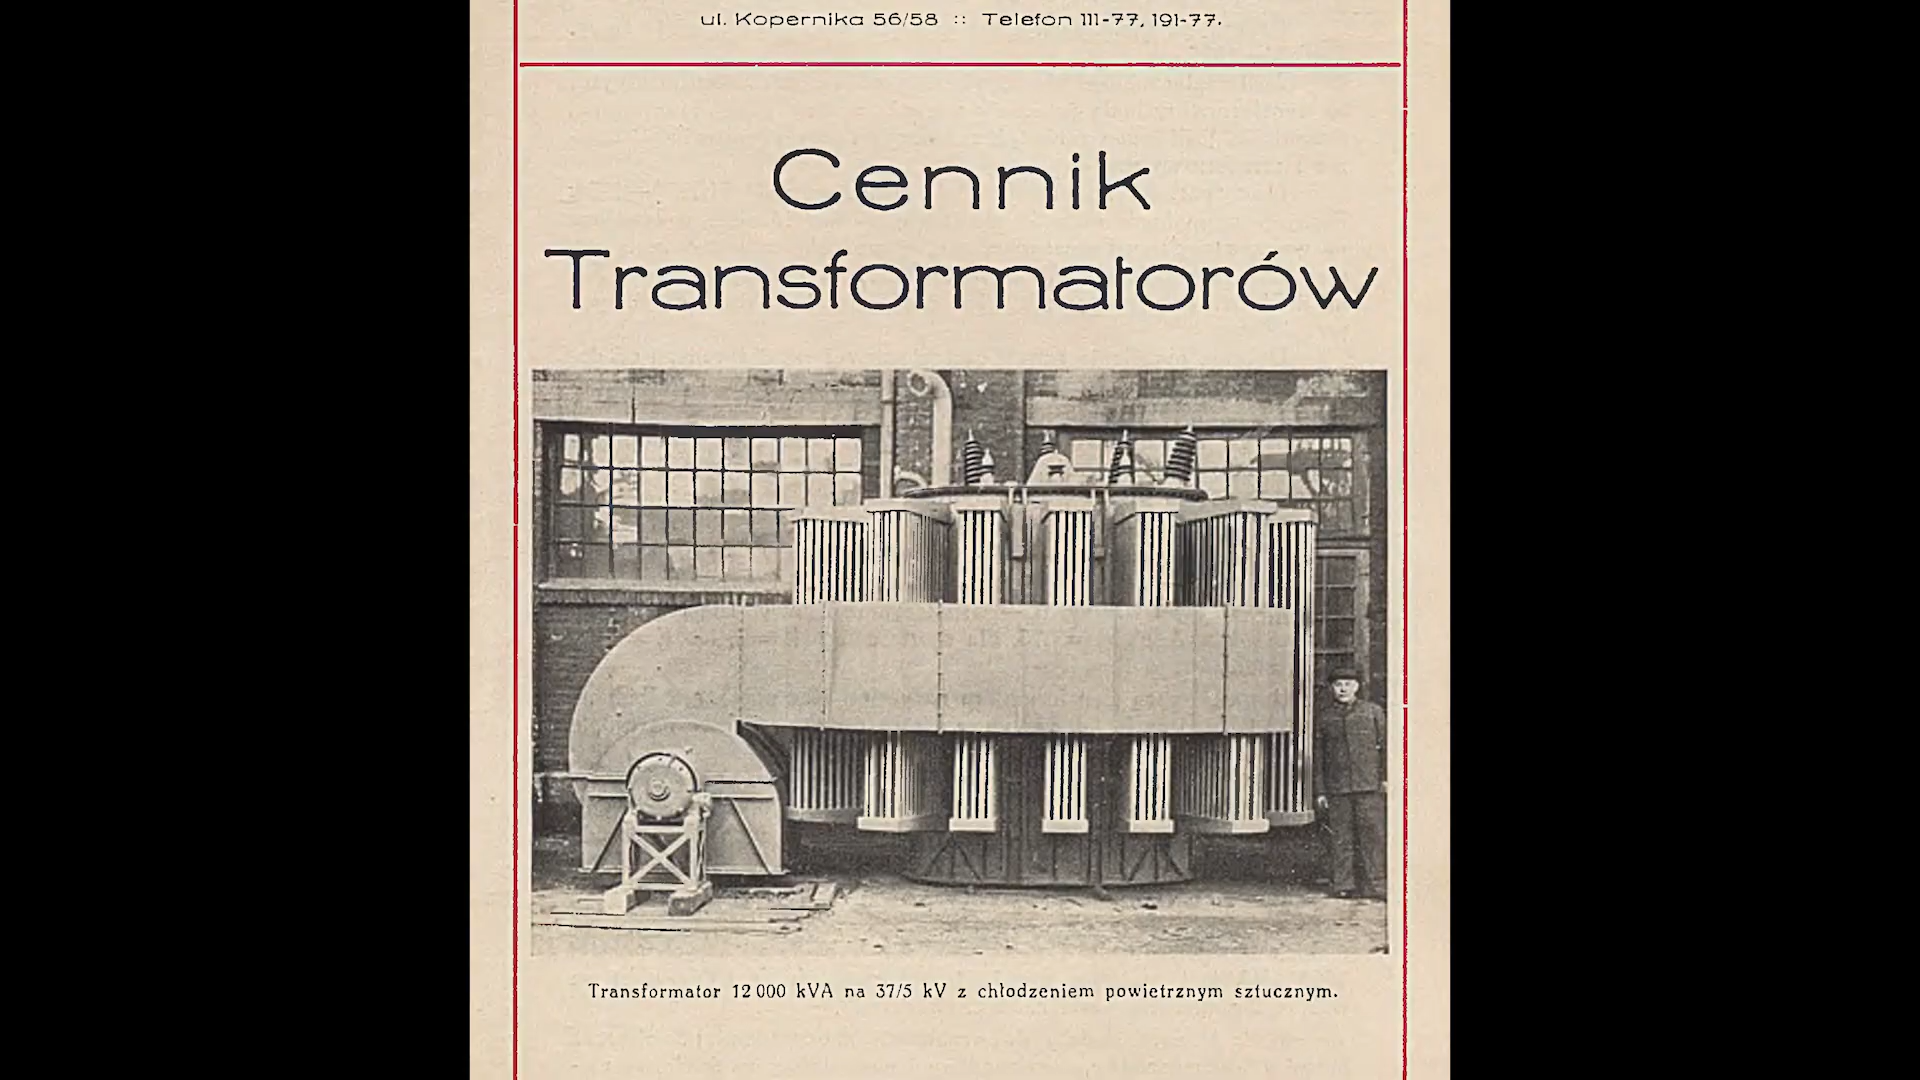 ul. Kopernika 56/58 :: Telefon 111-77, 191-77.
Cennik
Transformatorów
Transformator 12 000 kVA na 37/5 kV z chłodzeniem powietrznym sztucznym.